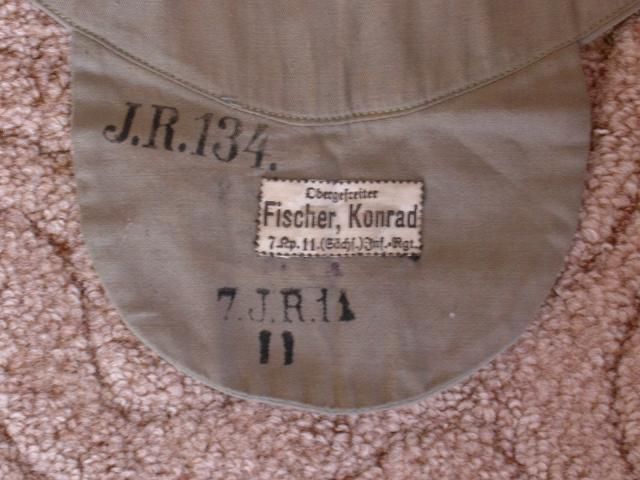 J.R.134.
Obergefreiter
Fischer, Konrad
7.Kp. 11.(Sächs.)Inf.-Rgt.
7.J.R.11
11